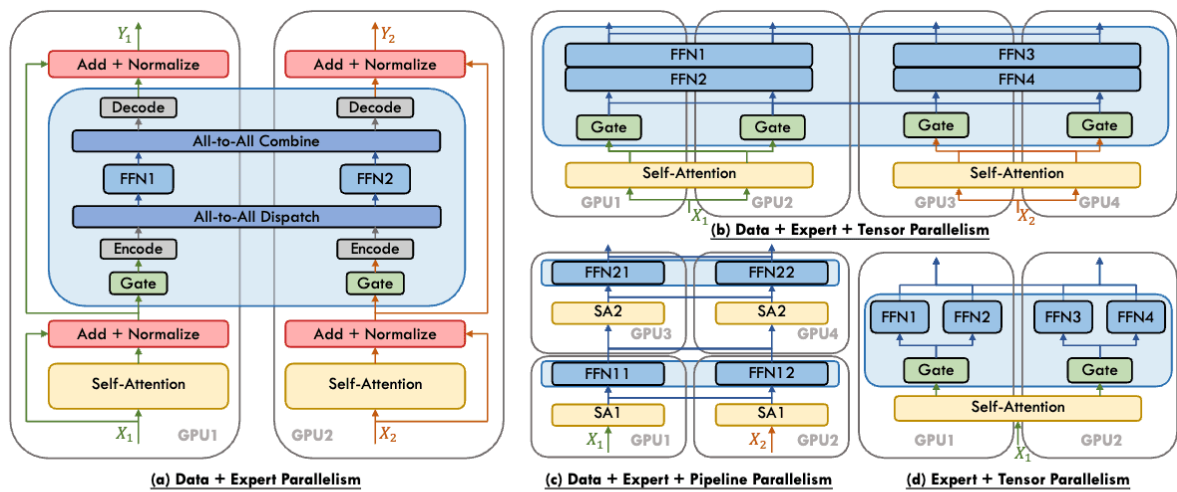 Y1
Y2
Add + Normalize
Add + Normalize
Decode
Decode
All-to-All Combine
FFN1
FFN2
All-to-All Dispatch
Encode
Encode
Gate
Gate
Add + Normalize
Add + Normalize
Self-Attention
Self-Attention
X1
GPU1
GPU2
X2
(a) Data + Expert Parallelism
FFN1
FFN3
FFN2
FFN4
Gate
Gate
Gate
Gate
Self-Attention
Self-Attention
GPU1
X1
GPU2
GPU3
X2
GPU4
(b) Data + Expert + Tensor Parallelism
FFN21
FFN22
SA2
SA2
GPU3
GPU4
FFN11
FFN12
SA1
SA1
X1
GPU1
X2
GPU2
(c) Data + Expert + Pipeline Parallelism
FFN1
FFN2
FFN3
FFN4
Gate
Gate
Self-Attention
GPU1
X1
GPU2
(d) Expert + Tensor Parallelism